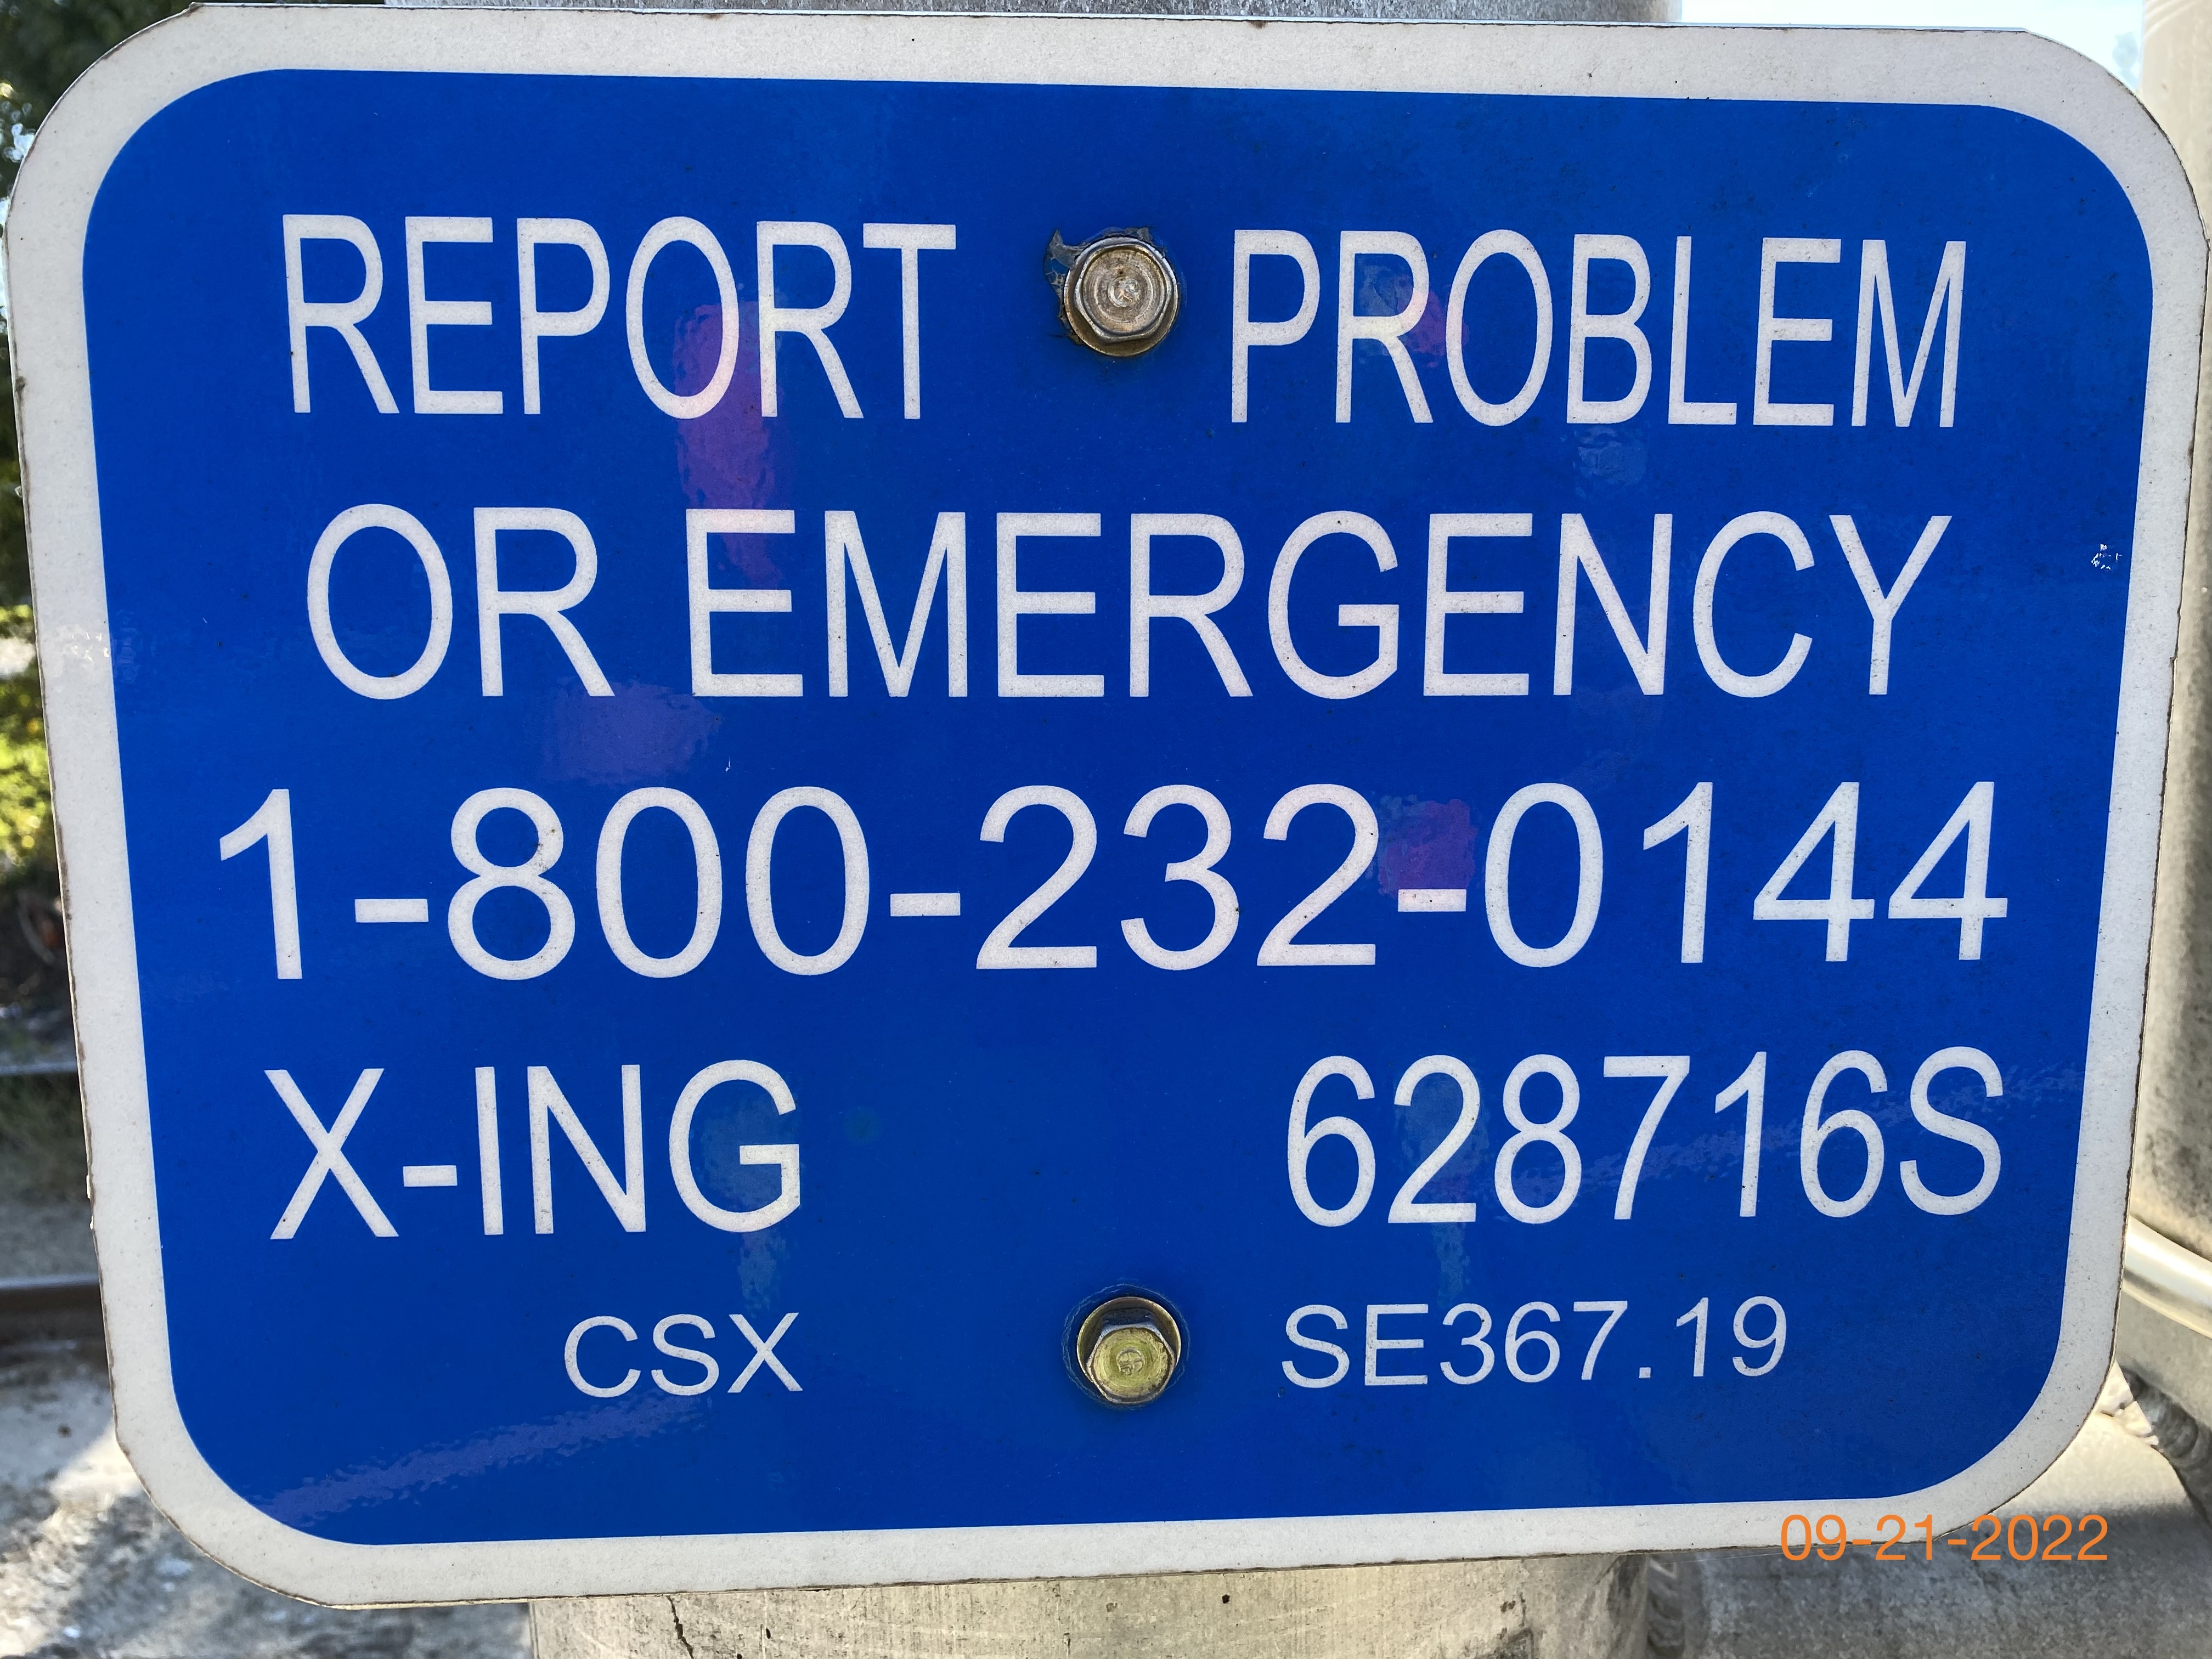 REPORT PROBLEM
OR EMERGENCY
1-800-232-0144
X-ING 628716S
CSX SE367.19
09-21-2022